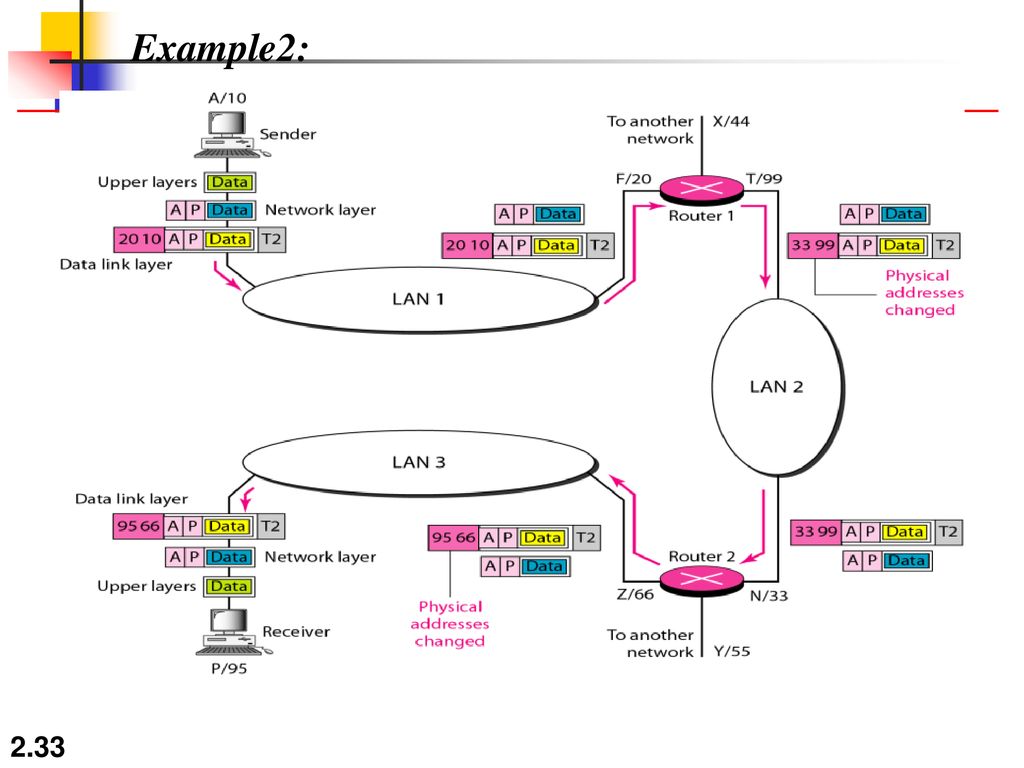 Example2:
A/10
Sender
Upper layers Data
A P Data Network layer
20 10 A P Data T2
Data link layer
LAN 1
A P Data
20 10 A P Data T2
To another
network
X/44
F/20
T/99
Router 1
A P Data
33 99 A P Data T2
Physical
addresses
changed
LAN 2
33 99 A P Data T2
A P Data
Router 2
Z/66
N/33
To another
network
Y/55
LAN 3
95 66 A P Data T2
A P Data
Physical
addresses
changed
Data link layer
95 66 A P Data T2
A P Data Network layer
Upper layers Data
Receiver
P/95
2.33